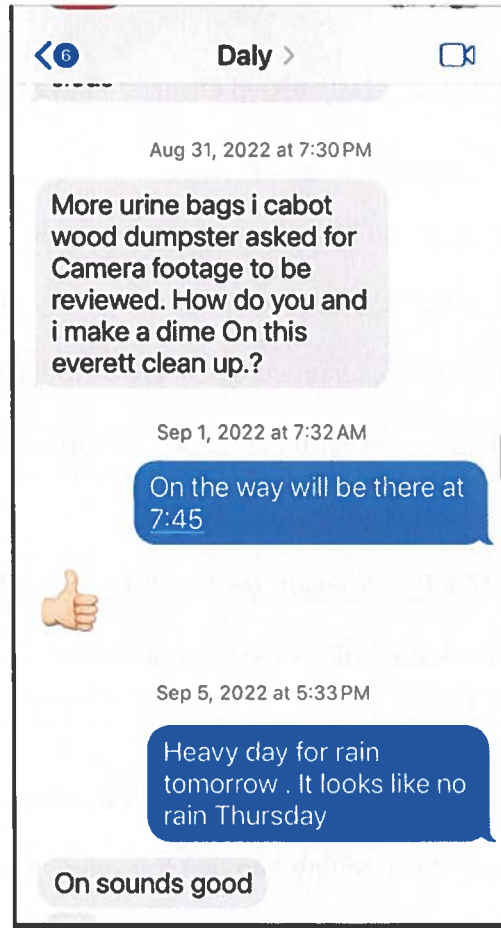 6
Daly >
Aug 31, 2022 at 7:30 PM
More urine bags i cabot
wood dumpster asked for
Camera footage to be
reviewed. How do you and
i make a dime On this
everett clean up.?
Sep 1, 2022 at 7:32 AM
On the way will be there at
7:45
Sep 5, 2022 at 5:33 PM
Heavy day for rain
tomorrow . It looks like no
rain Thursday
On sounds good